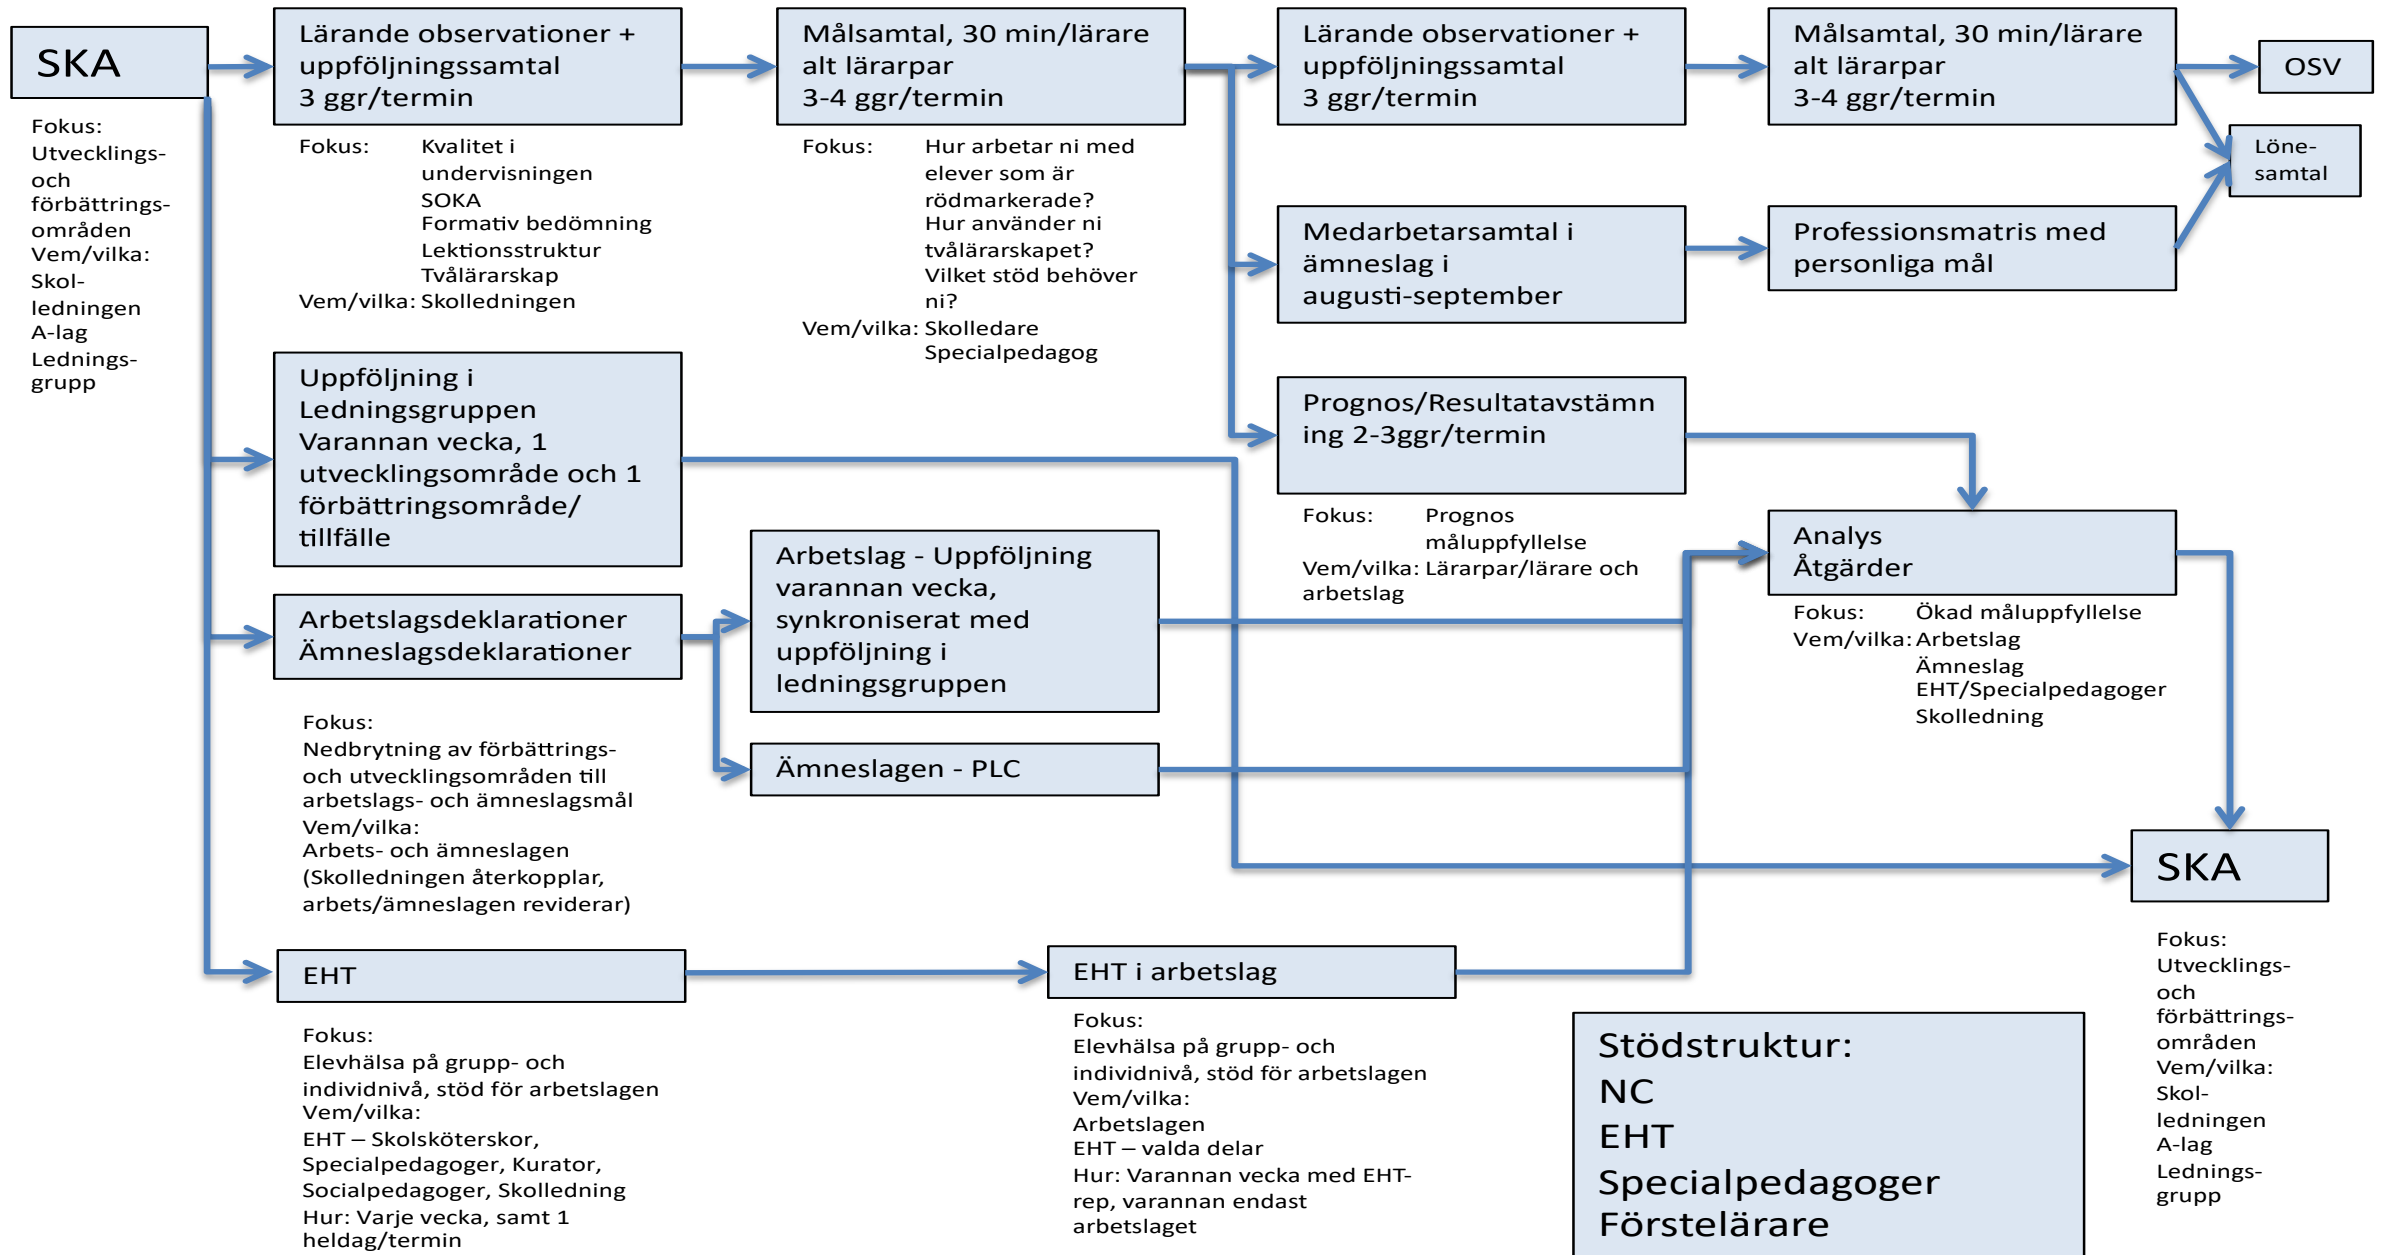 SKA
Fokus:
Utvecklings-
och
förbättrings-
områden
Vem/vilka:
Skol-
ledningen
A-lag
Lednings-
grupp
Lärande observationer +
uppföljningssamtal
3 ggr/termin
Fokus: Kvalitet i
undervisningen
SOKA
Formativ bedömning
Lektionsstruktur
Tvålärarskap
Vem/vilka: Skolledningen
Målsamtal, 30 min/lärare
alt lärarpar
3-4 ggr/termin
Fokus: Hur arbetar ni med
elever som är
rödmarkerade?
Hur använder ni
tvålärarskapet?
Vilket stöd behöver
ni?
Vem/vilka: Skolledare
Specialpedagog
Lärande observationer +
uppföljningssamtal
3 ggr/termin
Målsamtal, 30 min/lärare
alt lärarpar
3-4 ggr/termin
OSV
Löne-
samtal
Medarbetarsamtal i
ämneslag i
augusti-september
Professionsmatris med
personliga mål
Uppföljning i
Ledningsgruppen
Varannan vecka, 1
utvecklingsområde och 1
förbättringsområde/
tillfälle
Prognos/Resultatavstämn
ing 2-3ggr/termin
Fokus: Prognos
måluppfyllelse
Vem/vilka: Lärarpar/lärare och
arbetslag
Arbetslag - Uppföljning
varannan vecka,
synkroniserat med
uppföljning i
ledningsgruppen
Analys
Åtgärder
Fokus: Ökad måluppfyllelse
Vem/vilka: Arbetslag
Ämneslag
EHT/Specialpedagoger
Skolledning
Arbetslagsdeklarationer
Ämneslagsdeklarationer
Fokus:
Nedbrytning av förbättrings-
och utvecklingsområden till
arbetslags- och ämneslagsmål
Vem/vilka:
Arbets- och ämneslagen
(Skolledningen återkopplar,
arbets/ämneslagen reviderar)
Ämneslagen - PLC
SKA
Fokus:
Utvecklings-
och
förbättrings-
områden
Vem/vilka:
Skol-
ledningen
A-lag
Lednings-
grupp
EHT
Fokus:
Elevhälsa på grupp- och
individnivå, stöd för arbetslagen
Vem/vilka:
EHT – Skolsköterskor,
Specialpedagoger, Kurator,
Socialpedagoger, Skolledning
Hur: Varje vecka, samt 1
heldag/termin
EHT i arbetslag
Fokus:
Elevhälsa på grupp- och
individnivå, stöd för arbetslagen
Vem/vilka:
Arbetslagen
EHT – valda delar
Hur: Varannan vecka med EHT-
rep, varannan endast
arbetslaget
Stödstruktur:
NC
EHT
Specialpedagoger
Förstelärare